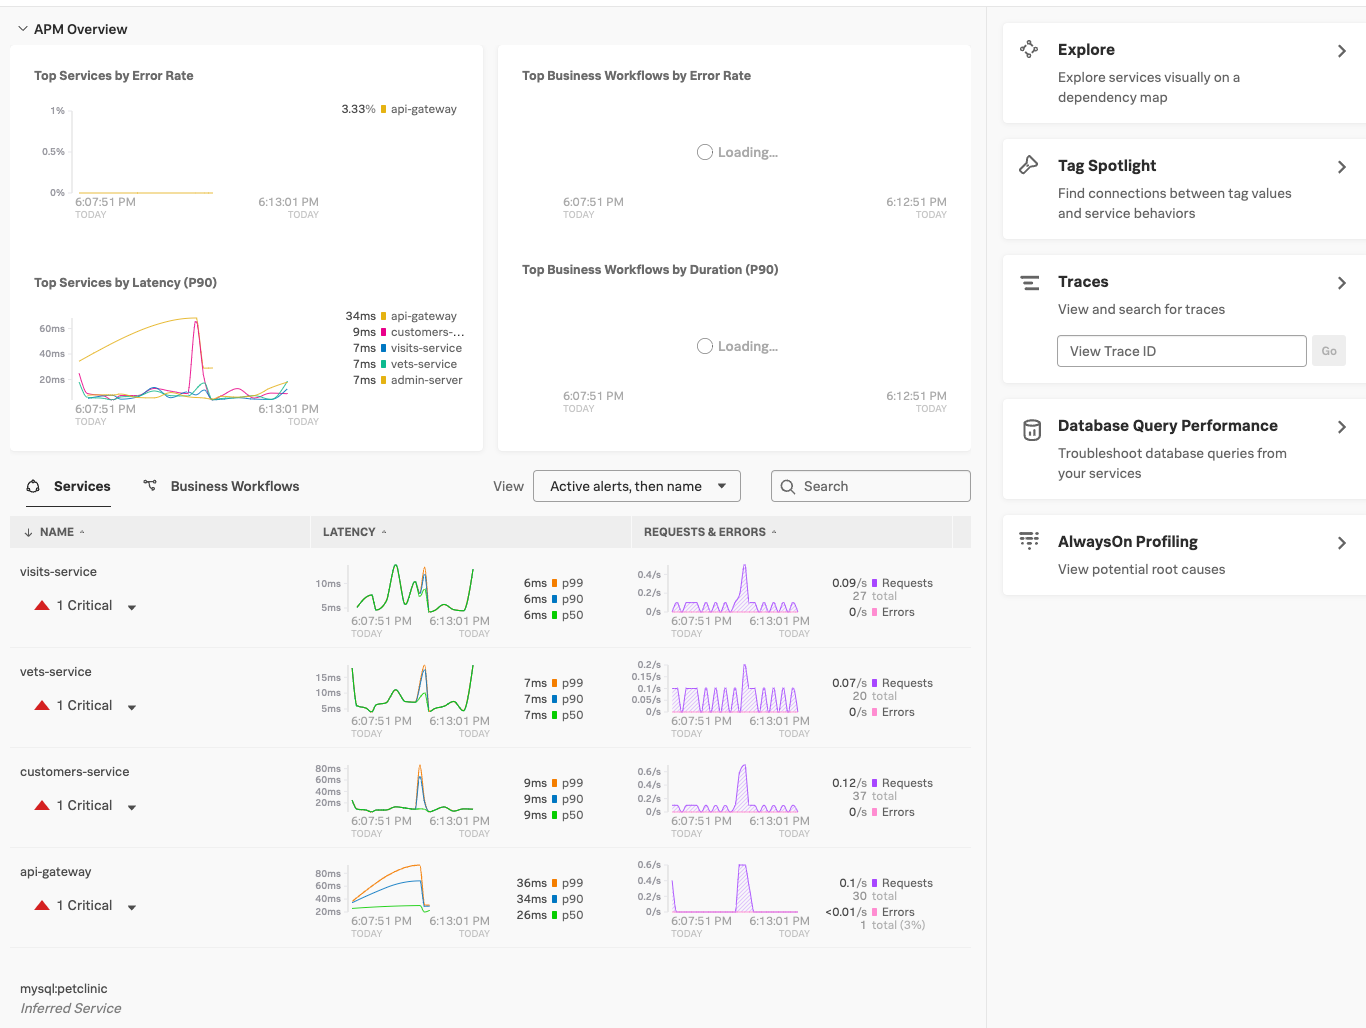 APM Overview
Top Services by Error Rate
1%
0.5%
0%
6:07:51 PM
TODAY
6:13:01 PM
TODAY
3.33% api-gateway
Top Business Workflows by Error Rate
Loading...
6:07:51 PM
TODAY
6:12:51 PM
TODAY
Top Services by Latency (P90)
60ms
40ms
20ms
6:07:51 PM
TODAY
6:13:01 PM
TODAY
34ms api-gateway
9ms customers-...
7ms visits-service
7ms vets-service
7ms admin-server
Top Business Workflows by Duration (P90)
Loading...
6:07:51 PM
TODAY
6:12:51 PM
TODAY
Services
Business Workflows
View
Active alerts, then name
Search
NAME
LATENCY
REQUESTS & ERRORS
visits-service
1 Critical
10ms
5ms
6:07:51 PM
TODAY
6:13:01 PM
TODAY
6ms p99
6ms p90
6ms p50
0.4/s
0.2/s
0/s
6:07:51 PM
TODAY
6:13:01 PM
TODAY
0.09/s Requests
27 total
0/s Errors
vets-service
1 Critical
15ms
10ms
5ms
6:07:51 PM
TODAY
6:13:01 PM
TODAY
7ms p99
7ms p90
7ms p50
0.2/s
0.15/s
0.1/s
0.05/s
0/s
6:07:51 PM
TODAY
6:13:01 PM
TODAY
0.07/s Requests
20 total
0/s Errors
customers-service
1 Critical
80ms
60ms
40ms
20ms
6:07:51 PM
TODAY
6:13:01 PM
TODAY
9ms p99
9ms p90
9ms p50
0.6/s
0.4/s
0.2/s
0/s
6:07:51 PM
TODAY
6:13:01 PM
TODAY
0.12/s Requests
37 total
0/s Errors
api-gateway
1 Critical
80ms
60ms
40ms
20ms
6:07:51 PM
TODAY
6:13:01 PM
TODAY
36ms p99
34ms p90
26ms p50
0.6/s
0.4/s
0.2/s
0/s
6:07:51 PM
TODAY
6:13:01 PM
TODAY
0.1/s Requests
30 total
<0.01/s Errors
1 total (3%)
mysql:petclinic
Inferred Service
Explore
Explore services visually on a
dependency map
Tag Spotlight
Find connections between tag values
and service behaviors
Traces
View and search for traces
View Trace ID
Go
Database Query Performance
Troubleshoot database queries from
your services
AlwaysOn Profiling
View potential root causes